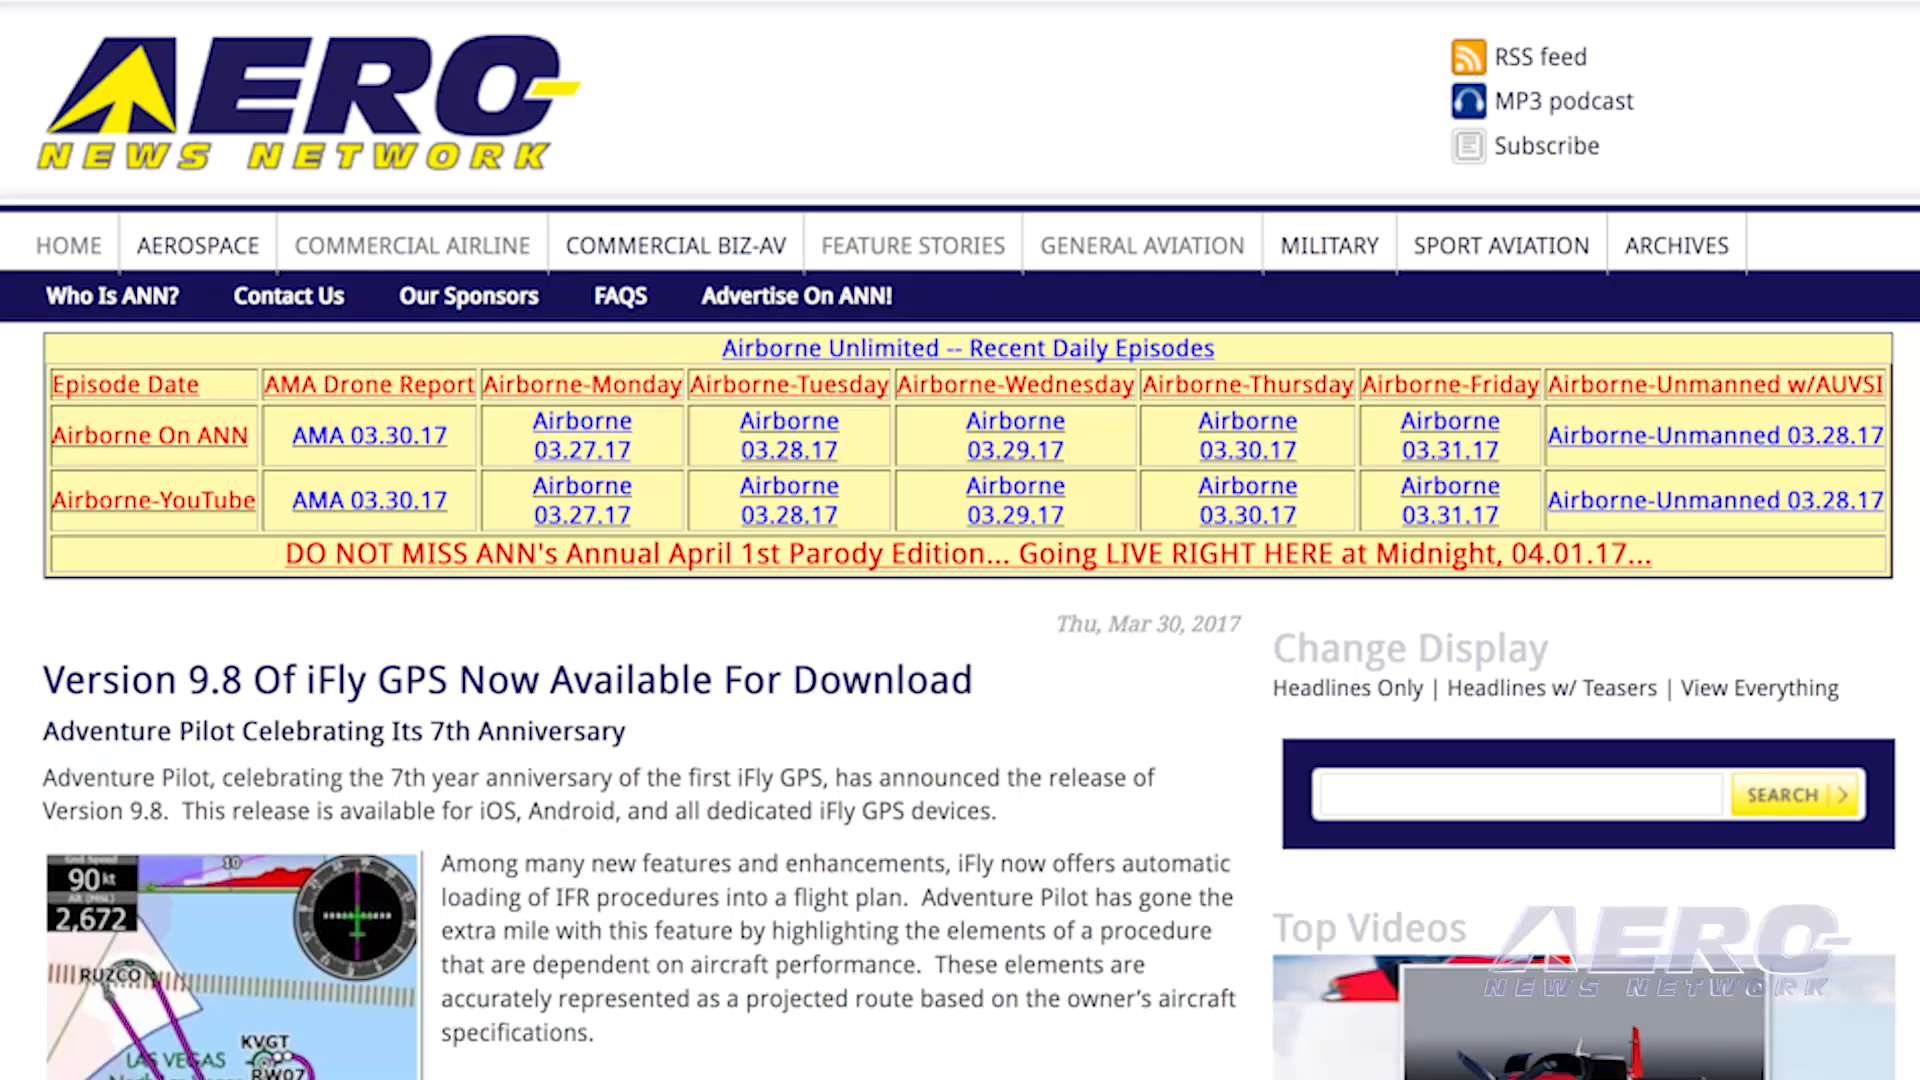 AERO
NEWS NETWORK
RSS feed
MP3 podcast
Subscribe
HOME AEROSPACE COMMERCIAL AIRLINE COMMERCIAL BIZ-AV FEATURE STORIES GENERAL AVIATION MILITARY SPORT AVIATION ARCHIVES
Who Is ANN? Contact Us Our Sponsors FAQS Advertise On ANN!
Airborne Unlimited -- Recent Daily Episodes
Episode Date AMA Drone Report Airborne-Monday Airborne-Tuesday Airborne-Wednesday Airborne-Thursday Airborne-Friday Airborne-Unmanned w/AUVSI
Airborne On ANN AMA 03.30.17 Airborne 03.27.17 Airborne 03.28.17 Airborne 03.29.17 Airborne 03.30.17 Airborne 03.31.17 Airborne-Unmanned 03.28.17
Airborne-YouTube AMA 03.30.17 Airborne 03.27.17 Airborne 03.28.17 Airborne 03.29.17 Airborne 03.30.17 Airborne 03.31.17 Airborne-Unmanned 03.28.17
DO NOT MISS ANN's Annual April 1st Parody Edition... Going LIVE RIGHT HERE at Midnight, 04.01.17...
Thu, Mar 30, 2017
Version 9.8 Of iFly GPS Now Available For Download
Adventure Pilot Celebrating Its 7th Anniversary
Adventure Pilot, celebrating the 7th year anniversary of the first iFly GPS, has announced the release of
Version 9.8.  This release is available for iOS, Android, and all dedicated iFly GPS devices.
Among many new features and enhancements, iFly now offers automatic
loading of IFR procedures into a flight plan.  Adventure Pilot has gone the
extra mile with this feature by highlighting the elements of a procedure
that are dependent on aircraft performance.  These elements are
accurately represented as a projected route based on the owner's aircraft
specifications.
Gnd Speed
90kt
Alt (MSL)
2,672
10
RUZCO
KVGT
LAS VEGAS
RW07
Change Display
Headlines Only | Headlines w/ Teasers | View Everything
SEARCH
Top Videos
AERO
NEWS NETWORK